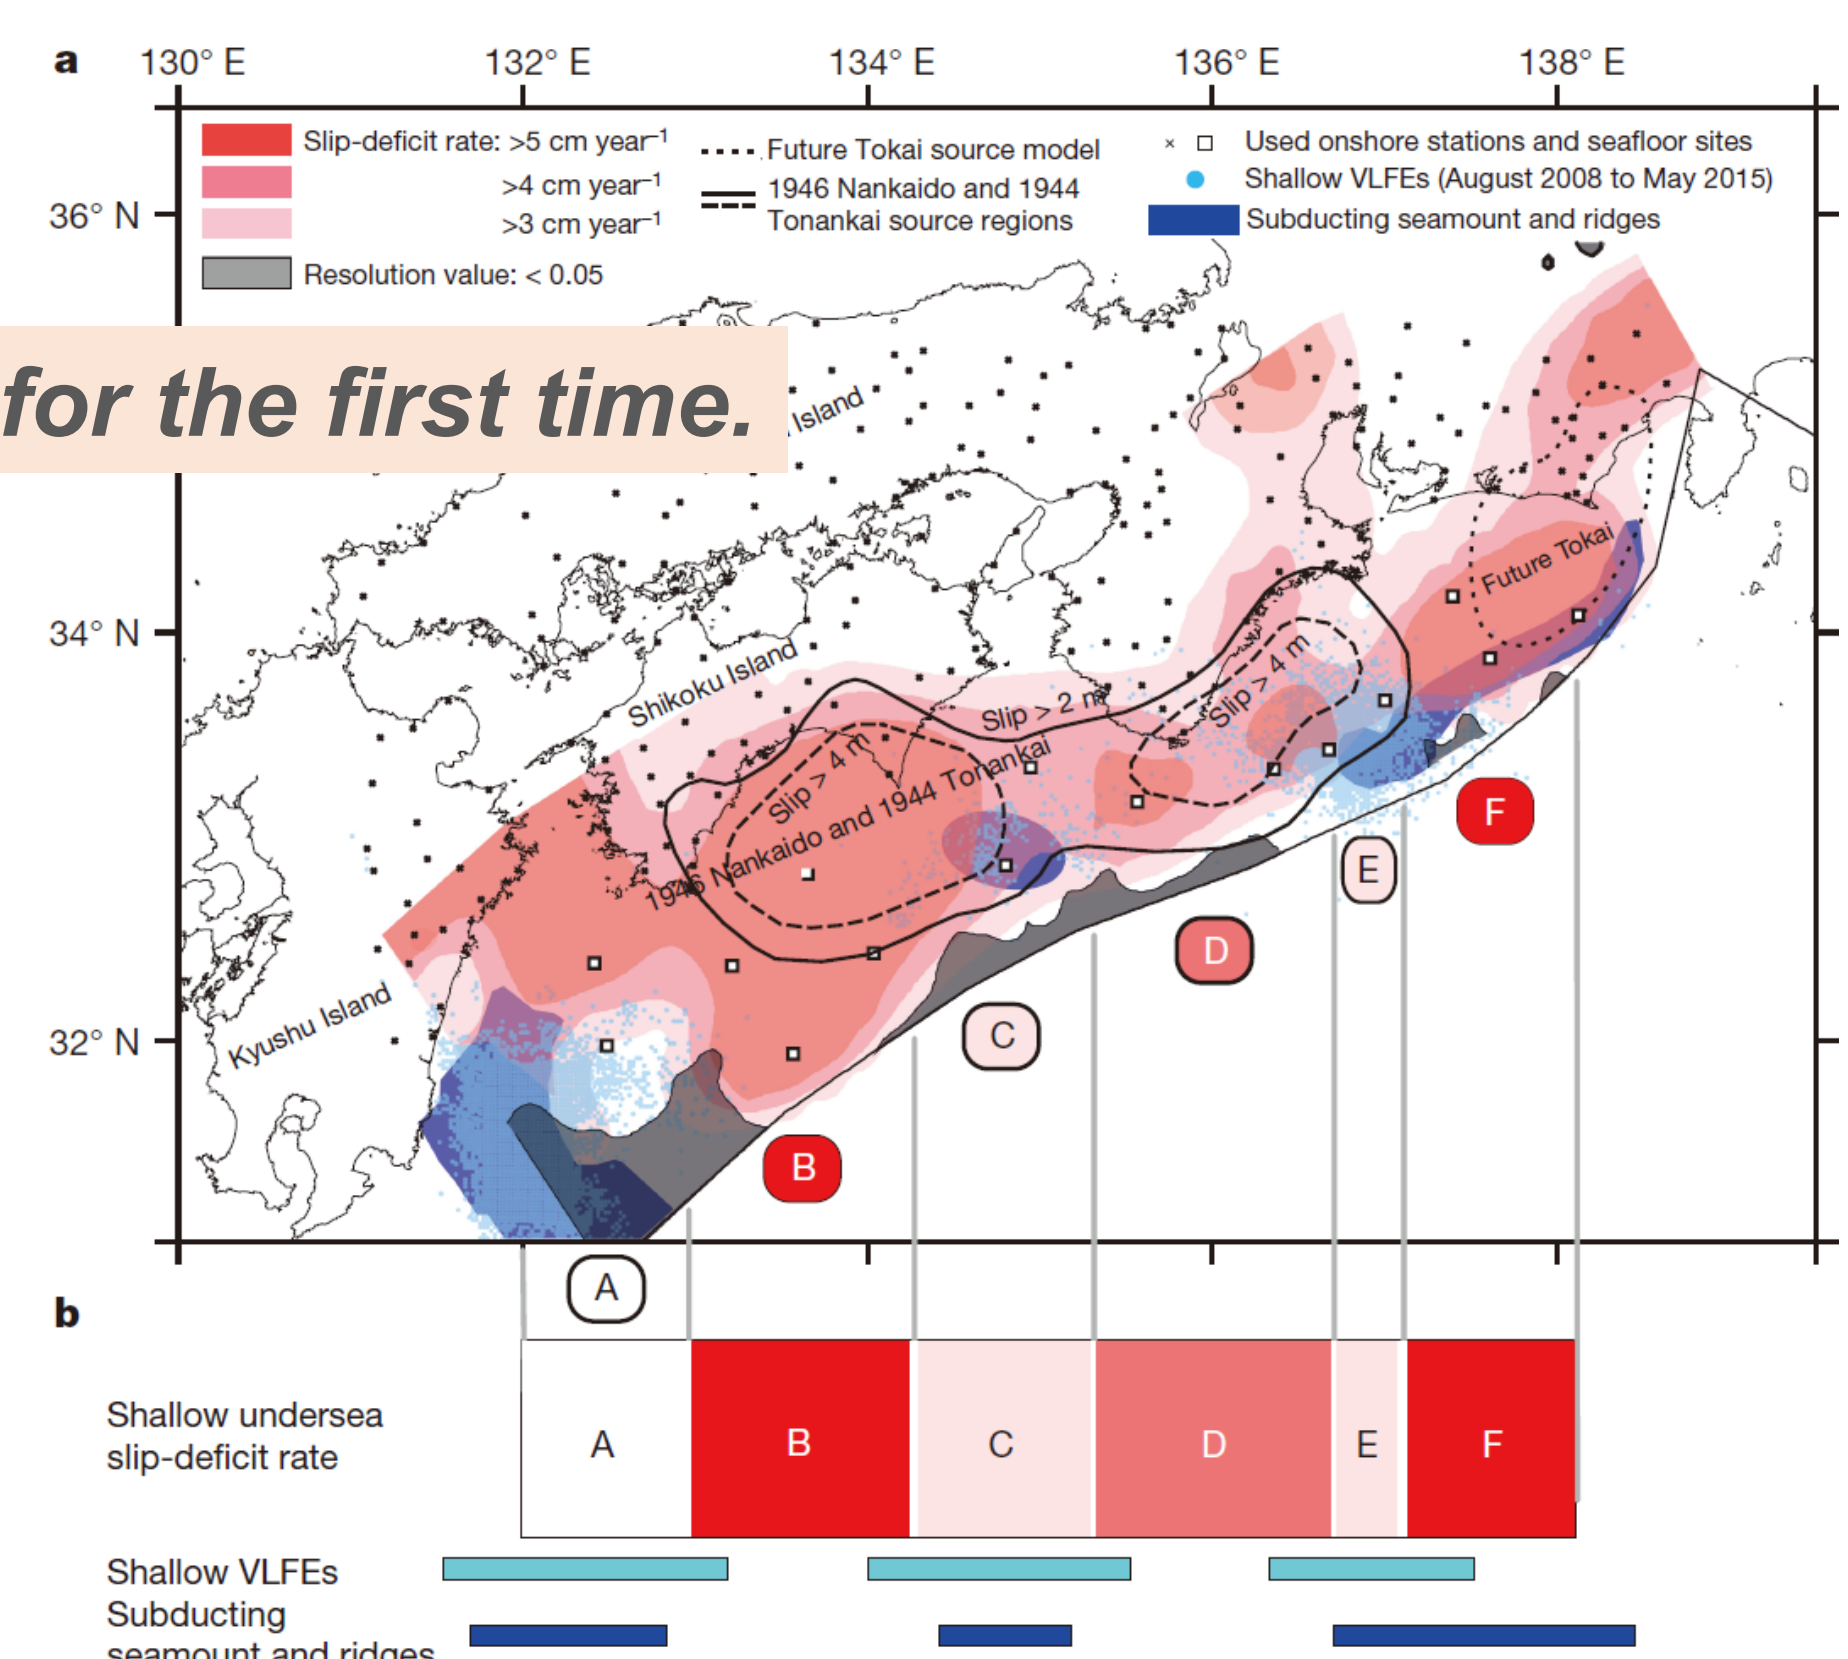 a
130° E
132° E
134° E
136° E
138° E
36° N
34° N
32° N
Slip-deficit rate: >5 cm year⁻¹
>4 cm year⁻¹
>3 cm year⁻¹
Resolution value: < 0.05
Future Tokai source model
1946 Nankaido and 1944
Tonankai source regions
Used onshore stations and seafloor sites
Shallow VLFEs (August 2008 to May 2015)
Subducting seamount and ridges
for the first time.
Island
Future Tokai
Shikoku Island
Slip > 4 m
Slip > 2 m
Slip > 4 m
1946 Nankaido and 1944 Tonankai
Kyushu Island
F
E
D
C
B
A
b
Shallow undersea
slip-deficit rate
A
B
C
D
E
F
Shallow VLFEs
Subducting
seamount and ridges